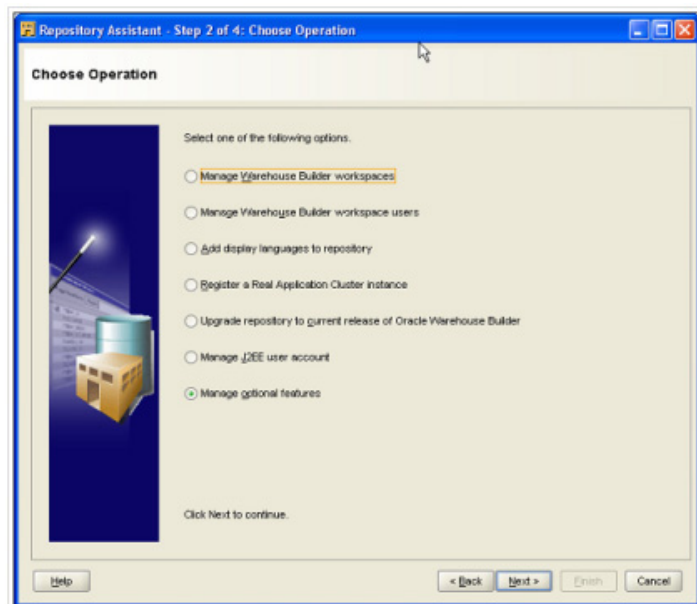 Repository Assistant - Step 2 of 4: Choose Operation
Choose Operation
Select one of the following options.
Manage Warehouse Builder workspaces
Manage Warehouse Builder workspace users
Add display languages to repository
Register a Real Application Cluster instance
Upgrade repository to current release of Oracle Warehouse Builder
Manage J2EE user account
Manage optional features
Click Next to continue.
Help
< Back
Next >
Finish
Cancel